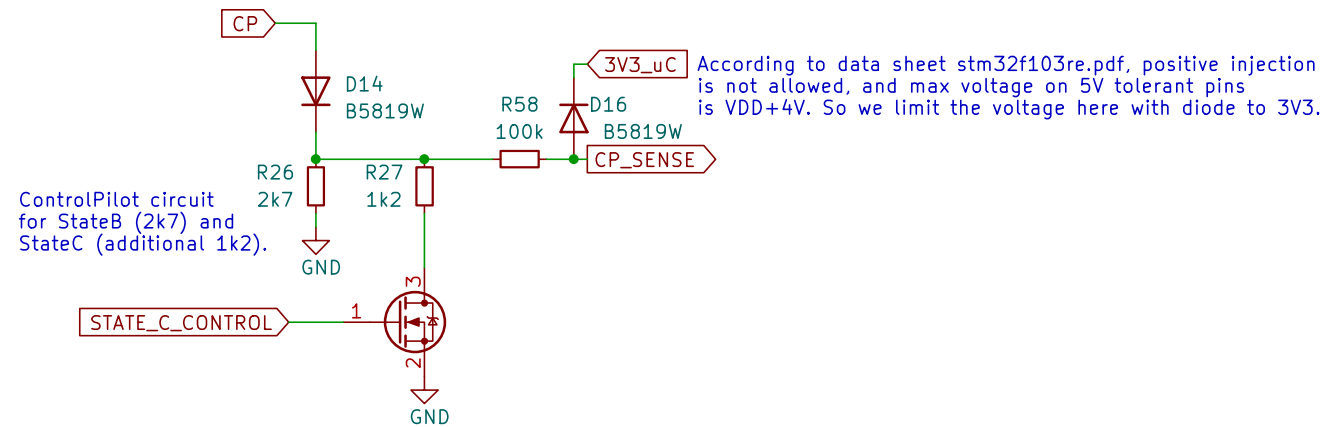 CP
3V3_uC
According to data sheet stm32f103re.pdf, positive injection
is not allowed, and max voltage on 5V tolerant pins
is VDD+4V. So we limit the voltage here with diode to 3V3.
D14
B5819W
R58
100k
D16
B5819W
CP_SENSE
R26
2k7
R27
1k2
ControlPilot circuit
for StateB (2k7) and
StateC (additional 1k2).
GND
3
STATE_C_CONTROL
1
2
GND